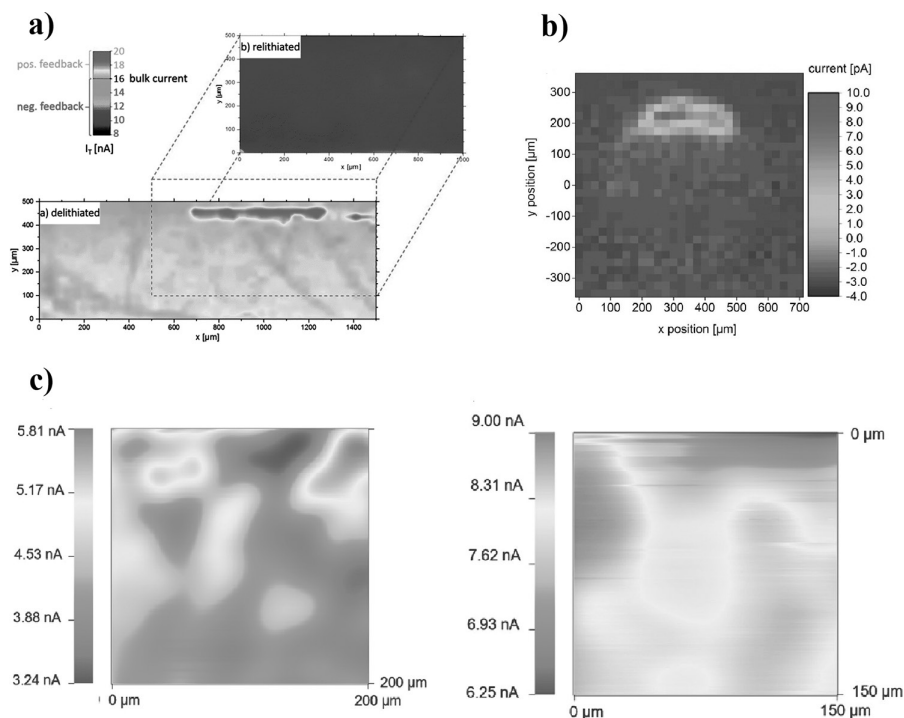 a)
pos. feedback
neg. feedback
20
18
16
14
12
10
8
bulk current
I_T [nA]
b) relithiated
500
400
300
200
100
0
y [µm]
0
200
400
600
800
1000
x [µm]
a) delithiated
500
400
300
200
100
0
y [µm]
0
200
400
600
800
1000
1200
1400
x [µm]
b)
current [pA]
10.0
9.0
8.0
7.0
6.0
5.0
4.0
3.0
2.0
1.0
0.0
-1.0
-2.0
-3.0
-4.0
300
200
100
0
-100
-200
-300
y position [µm]
0 100 200 300 400 500 600 700
x position [µm]
c)
5.81 nA
5.17 nA
4.53 nA
3.88 nA
3.24 nA
0 µm
200 µm
200 µm
9.00 nA
8.31 nA
7.62 nA
6.93 nA
6.25 nA
0 µm
150 µm
0 µm
150 µm